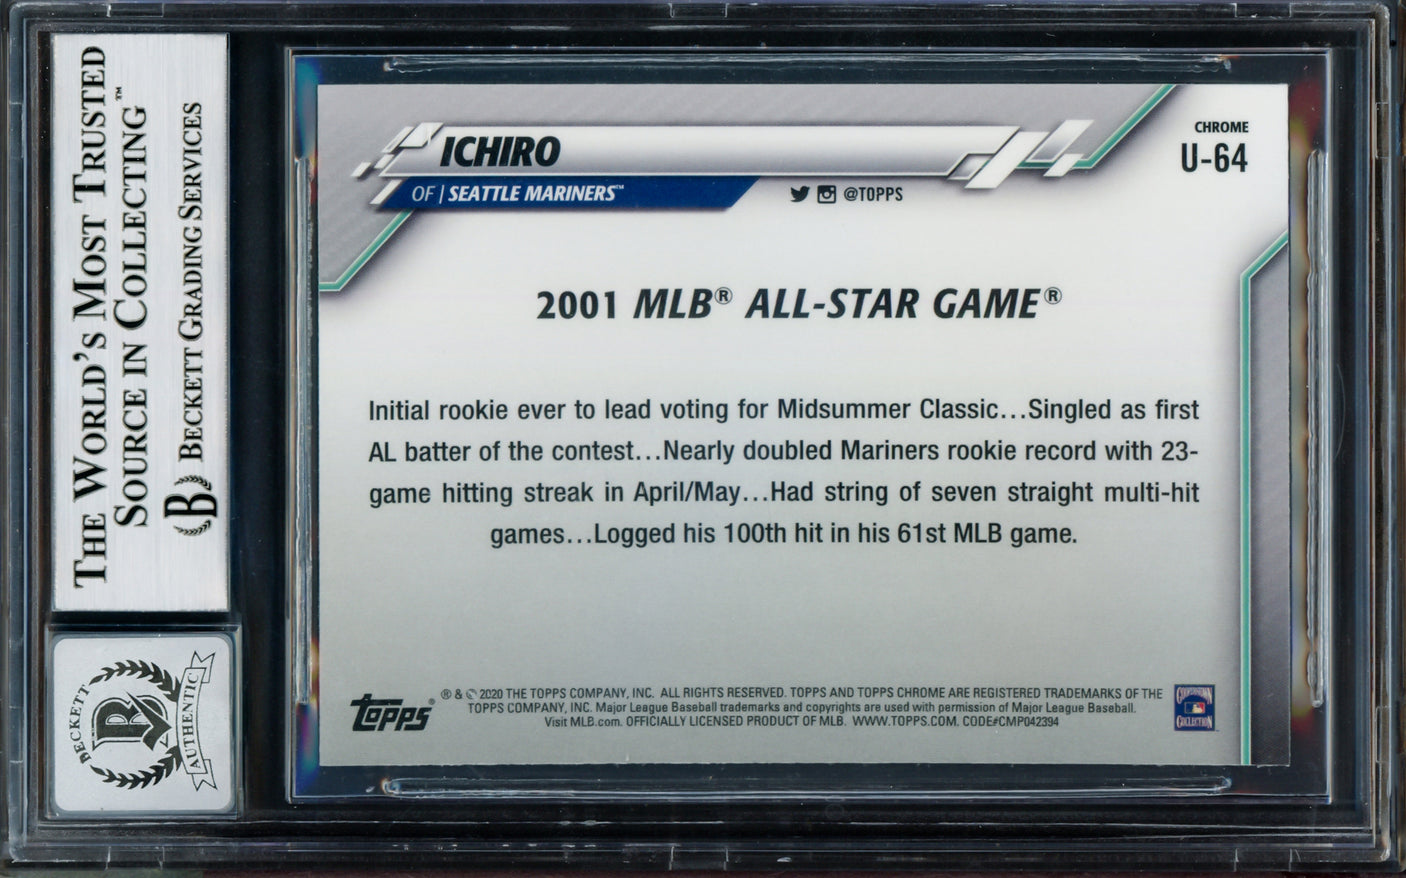 THE WORLD'S MOST TRUSTED
SOURCE IN COLLECTING™
BECKETT GRADING SERVICES
B
BECKETT
B
AUTHENTIC
ICHIRO
OF | SEATTLE MARINERS™
@TOPPS
CHROME
U-64
2001 MLB® ALL-STAR GAME®
Initial rookie ever to lead voting for Midsummer Classic...Singled as first
AL batter of the contest...Nearly doubled Mariners rookie record with 23-
game hitting streak in April/May...Had string of seven straight multi-hit
games...Logged his 100th hit in his 61st MLB game.
Topps®
® & © 2020 THE TOPPS COMPANY, INC. ALL RIGHTS RESERVED. TOPPS AND TOPPS CHROME ARE REGISTERED TRADEMARKS OF THE
TOPPS COMPANY, INC. Major League Baseball trademarks and copyrights are used with permission of Major League Baseball.
Visit MLB.com. OFFICIALLY LICENSED PRODUCT OF MLB. WWW.TOPPS.COM. CODE#CMP042394
COOPERSTOWN
COLLECTION